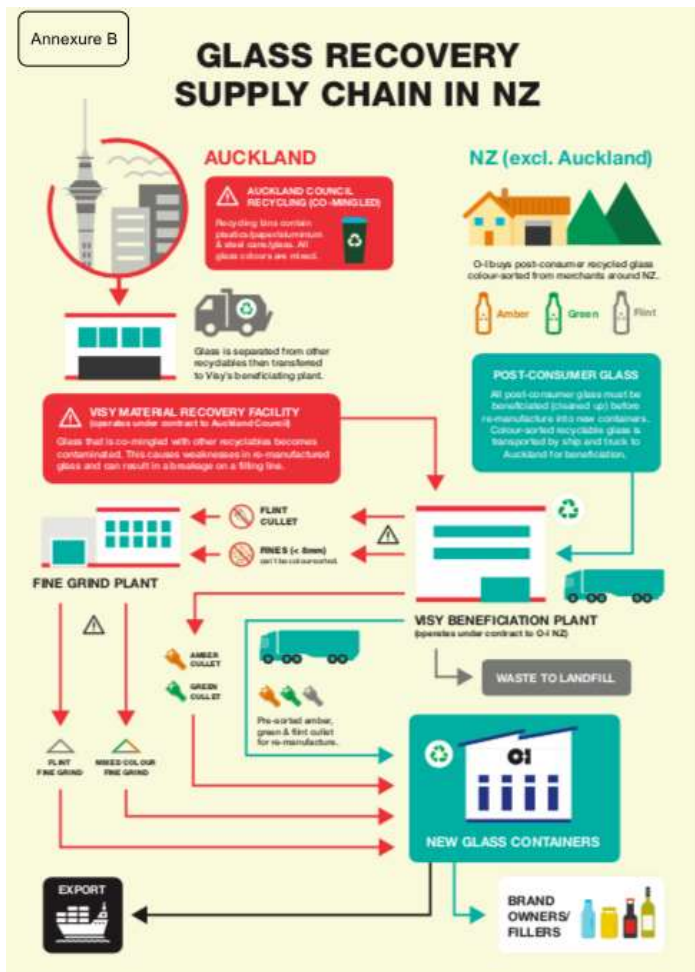 Annexure B
GLASS RECOVERY
SUPPLY CHAIN IN NZ
AUCKLAND
AUCKLAND COUNCIL
RECYCLING (CO-MINGLED)
Recycling bins contain
plastics/paper/aluminium
& steel cans/glass. All
glass colours are mixed.
NZ (excl. Auckland)
O-I buys post-consumer recycled glass
colour-sorted from merchants around NZ.
Amber
Green
Flint
Glass is separated from other
recyclables then transferred
to Visy's beneficiating plant.
POST-CONSUMER GLASS
All post-consumer glass must be
beneficiated (cleaned up) before
re-manufacture into new containers.
Colour-sorted recyclable glass is
transported by ship and truck to
Auckland for beneficiation.
VISY MATERIAL RECOVERY FACILITY
(operates under contract to Auckland Council)
Glass that is co-mingled with other recyclables becomes
contaminated. This causes weaknesses in re-manufactured
glass and can result in a breakage on a filling line.
FLINT
CULLET
FINES (< 8mm)
can't be colour sorted.
FINE GRIND PLANT
VISY BENEFICIATION PLANT
(operates under contract to O-I NZ)
WASTE TO LANDFILL
AMBER
CULLET
GREEN
CULLET
Pre-sorted amber,
green & flint cullet
for re-manufacture.
FLINT
FINE GRIND
MIXED COLOUR
FINE GRIND
O-I
NEW GLASS CONTAINERS
EXPORT
BRAND
OWNERS/
FILLERS